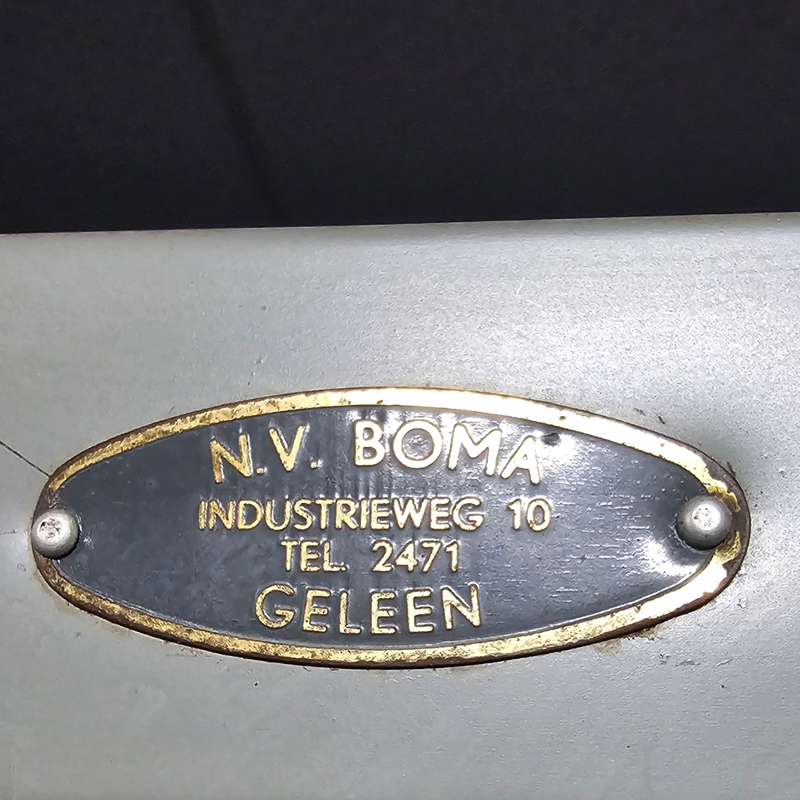 N.V. BOMA
INDUSTRIEWEG 10
TEL. 2471
GELEEN